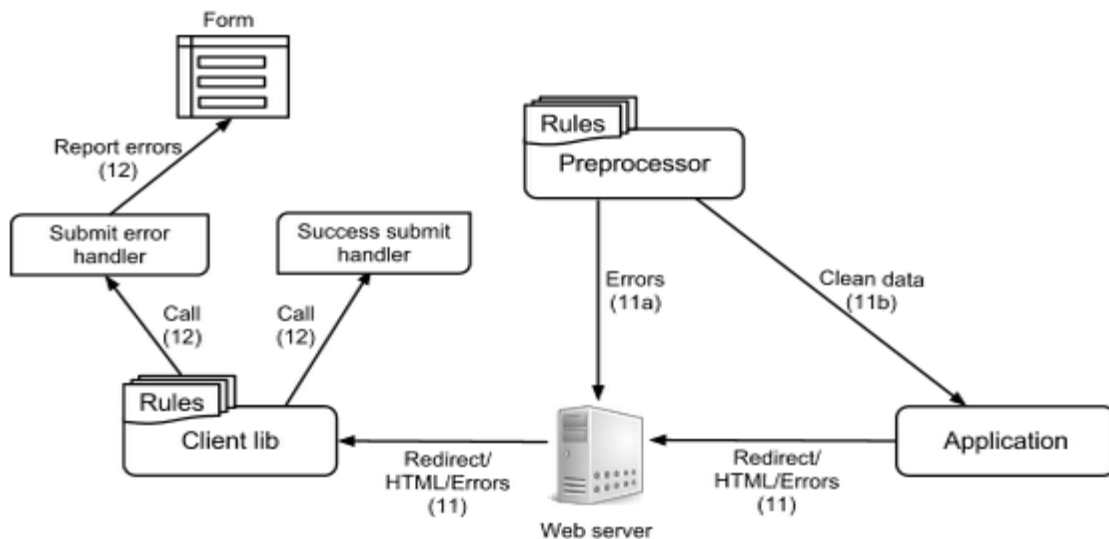 Form
Report errors
(12)
Submit error
handler
Success submit
handler
Call
(12)
Call
(12)
Rules
Client lib
Rules
Preprocessor
Errors
(11a)
Clean data
(11b)
Redirect/
HTML/Errors
(11)
Web server
Redirect/
HTML/Errors
(11)
Application